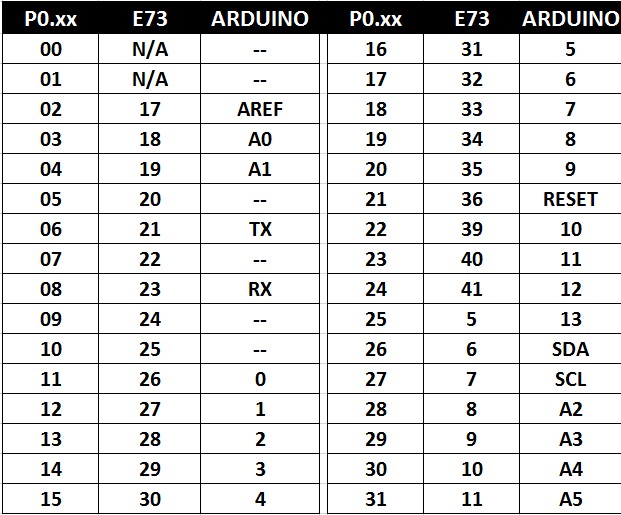 P0.xx E73 ARDUINO P0.xx E73 ARDUINO
00 N/A -- 16 31 5
01 N/A -- 17 32 6
02 17 AREF 18 33 7
03 18 A0 19 34 8
04 19 A1 20 35 9
05 20 -- 21 36 RESET
06 21 TX 22 39 10
07 22 -- 23 40 11
08 23 RX 24 41 12
09 24 -- 25 5 13
10 25 -- 26 6 SDA
11 26 0 27 7 SCL
12 27 1 28 8 A2
13 28 2 29 9 A3
14 29 3 30 10 A4
15 30 4 31 11 A5